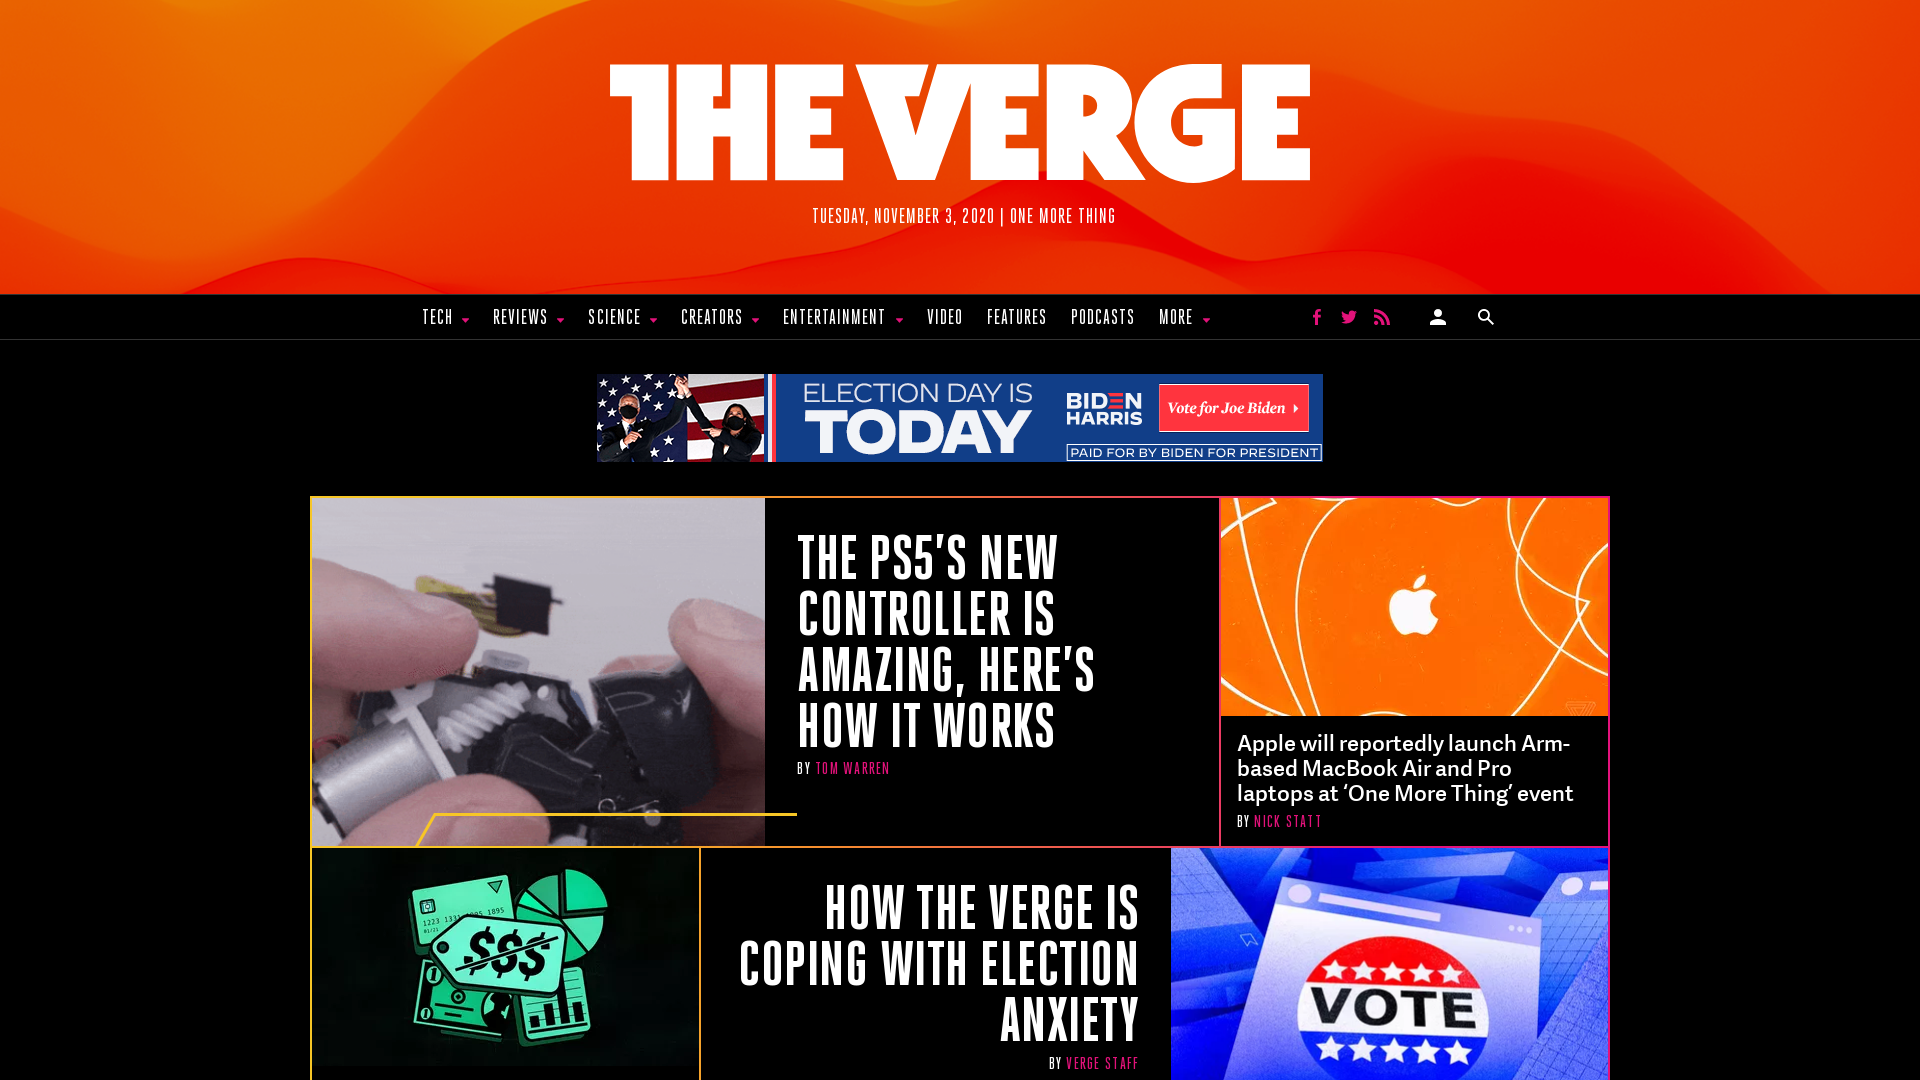 THE VERGE
TUESDAY, NOVEMBER 3, 2020 | ONE MORE THING
TECH REVIEWS SCIENCE CREATORS ENTERTAINMENT VIDEO FEATURES PODCASTS MORE
ELECTION DAY IS
TODAY
BIDEN
HARRIS
Vote for Joe Biden
PAID FOR BY BIDEN FOR PRESIDENT
THE PS5'S NEW
CONTROLLER IS
AMAZING, HERE'S
HOW IT WORKS
BY TOM WARREN
Apple will reportedly launch Arm-
based MacBook Air and Pro
laptops at ‘One More Thing’ event
BY NICK STATT
$$$
HOW THE VERGE IS
COPING WITH ELECTION
ANXIETY
BY VERGE STAFF
VOTE